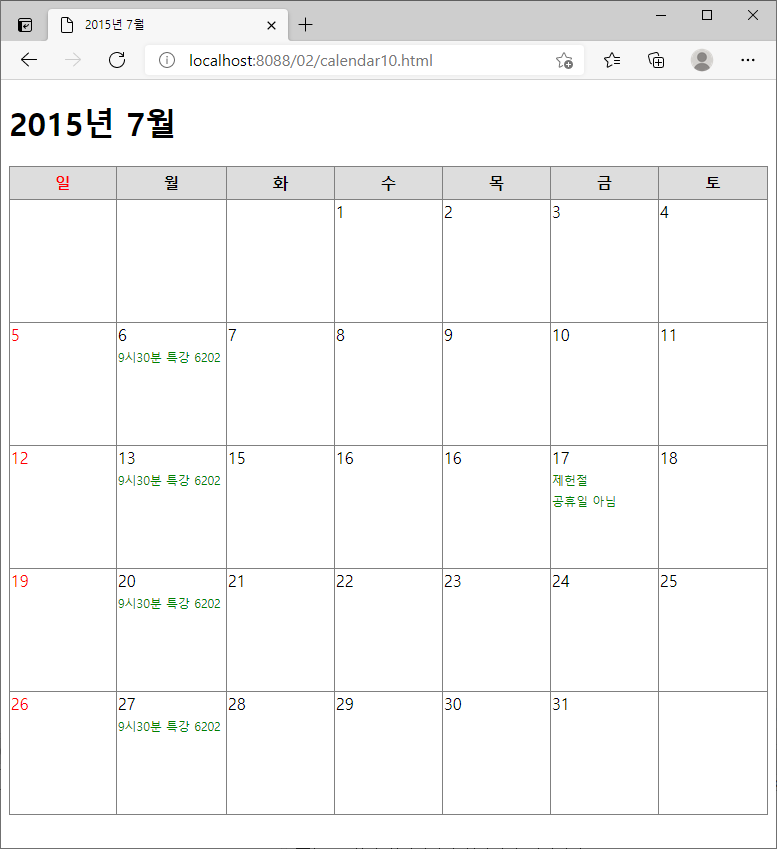 2015년 7월
localhost:8088/02/calendar10.html
2015년 7월
일 월 화 수 목 금 토
1 2 3 4
5 6 7 8 9 10 11
9시30분 특강 6202
12 13 15 16 16 17 18
9시30분 특강 6202 제헌절
공휴일 아님
19 20 21 22 23 24 25
9시30분 특강 6202
26 27 28 29 30 31
9시30분 특강 6202